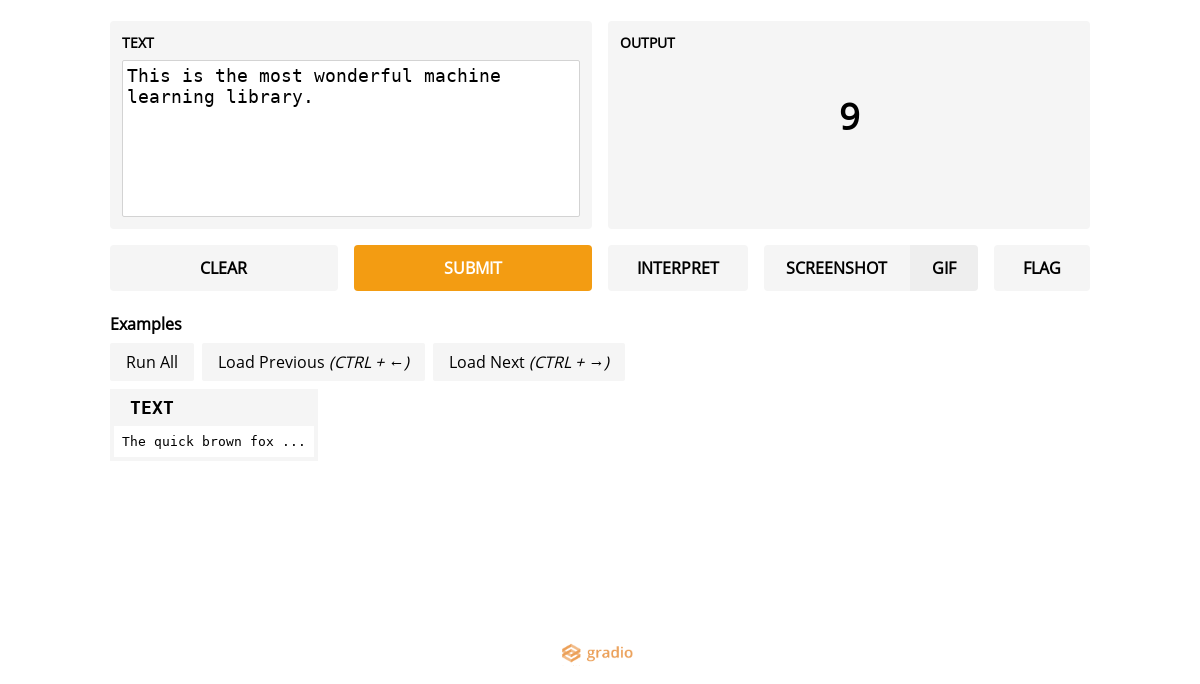 TEXT
This is the most wonderful machine
learning library.
OUTPUT
9
CLEAR
SUBMIT
INTERPRET
SCREENSHOT
GIF
FLAG
Examples
Run All
Load Previous (CTRL + ←)
Load Next (CTRL + →)
TEXT
The quick brown fox ...
gradio